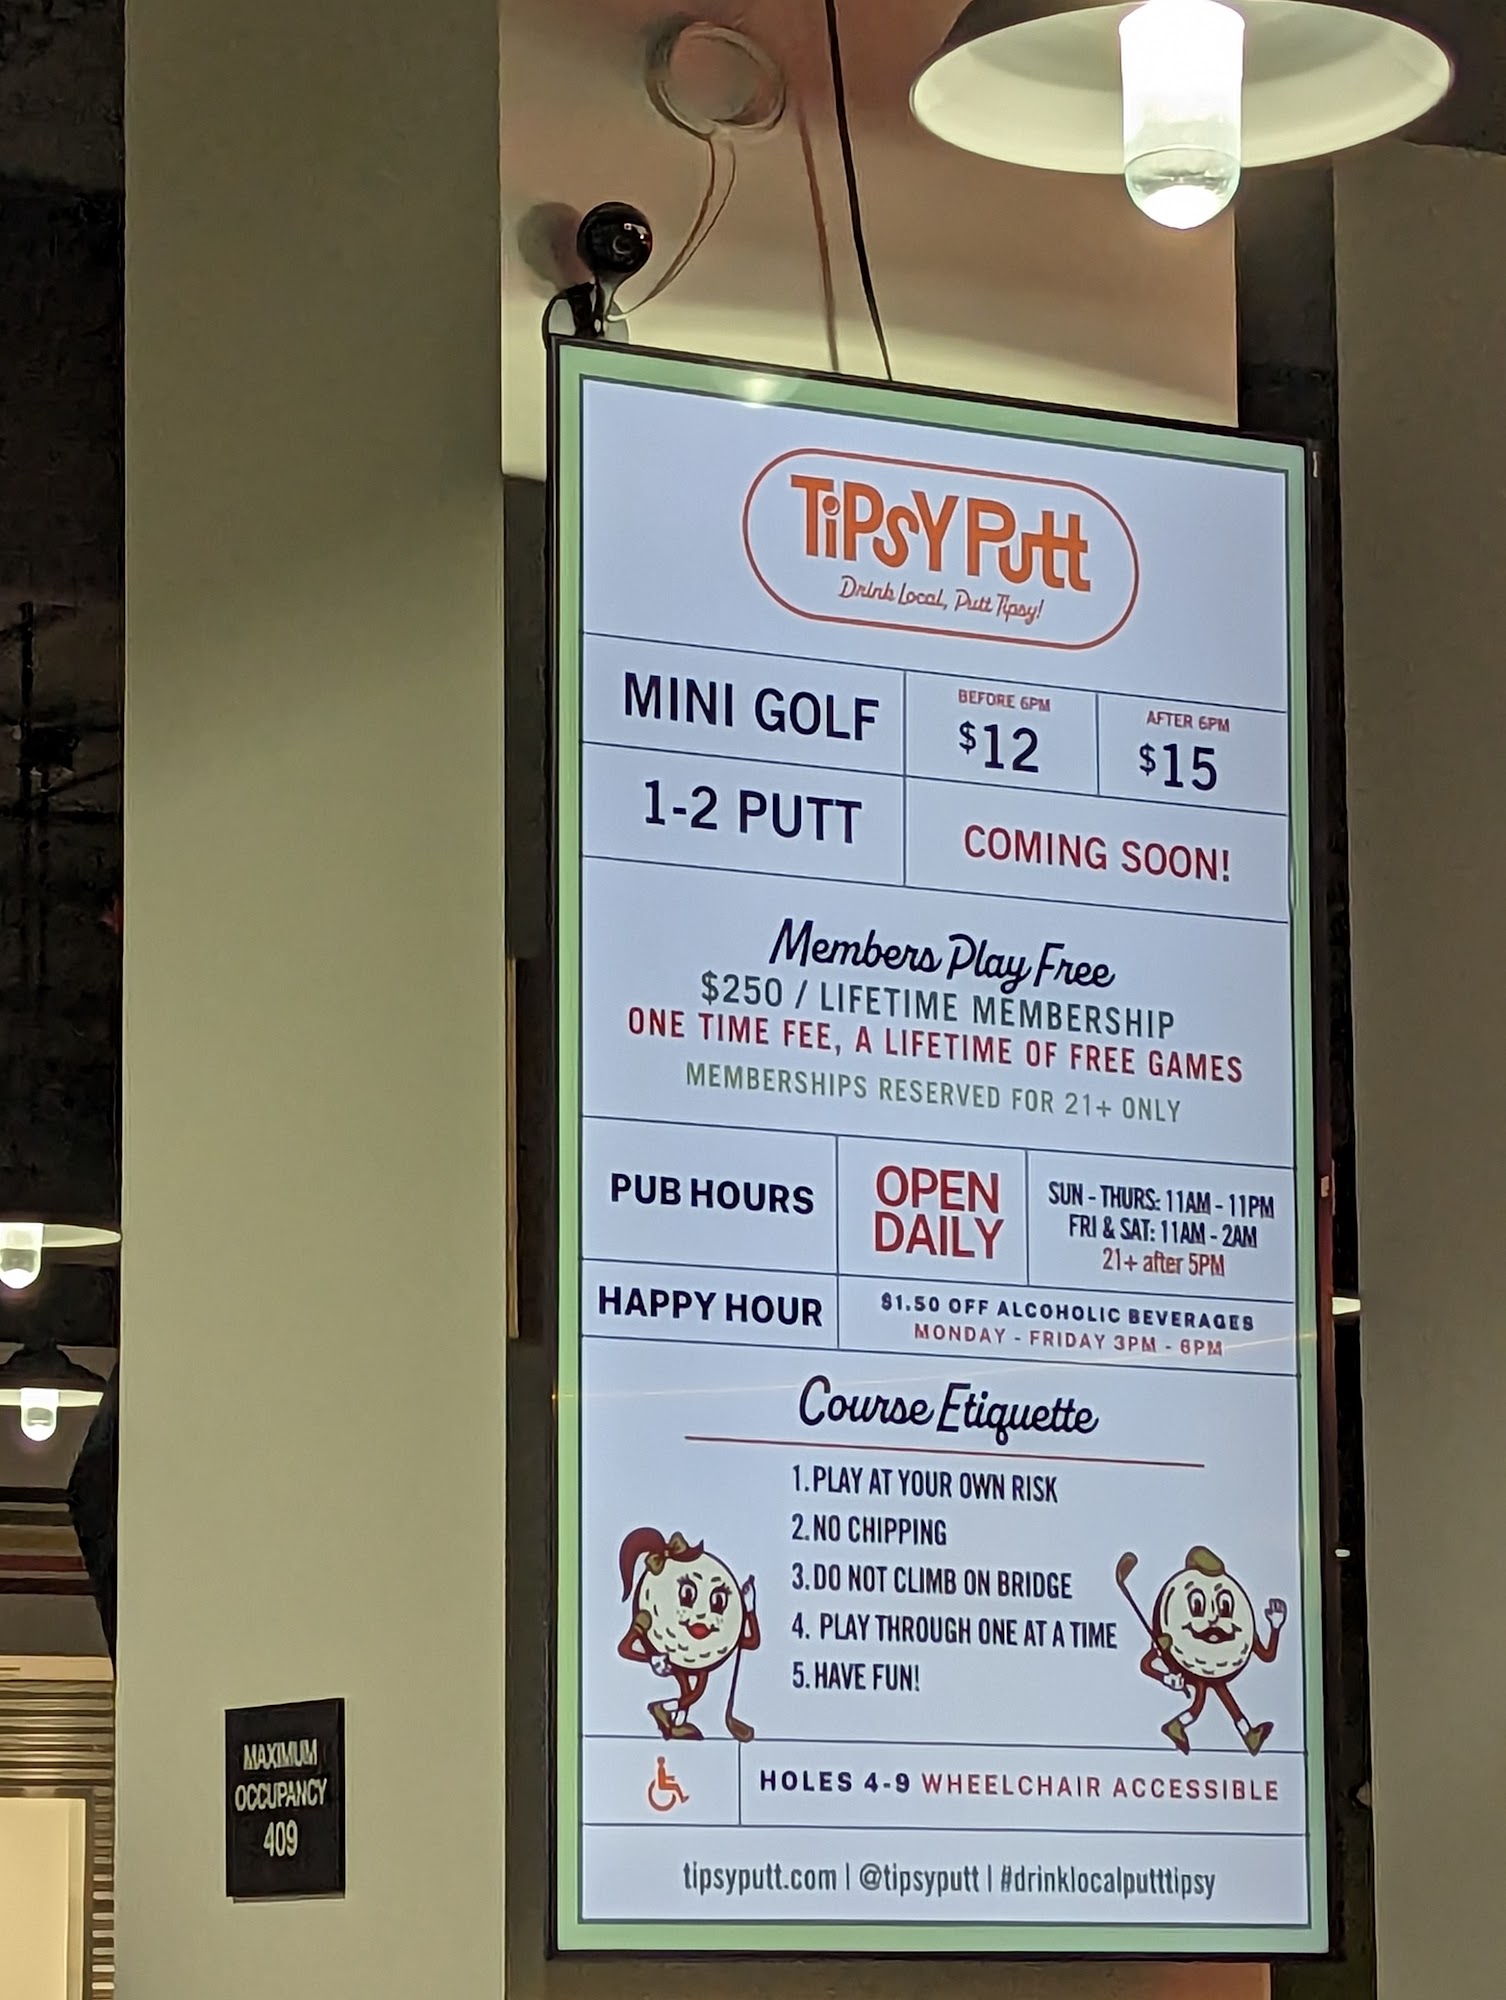 TiPSY Putt
Drink Local, Putt Tipsy!
MINI GOLF
BEFORE 6PM
$12
AFTER 6PM
$15
1-2 PUTT
COMING SOON!
Members Play Free
$250 / LIFETIME MEMBERSHIP
ONE TIME FEE, A LIFETIME OF FREE GAMES
MEMBERSHIPS RESERVED FOR 21+ ONLY
PUB HOURS
OPEN
DAILY
SUN - THURS: 11AM - 11PM
FRI & SAT: 11AM - 2AM
21+ after 5PM
HAPPY HOUR
$1.50 OFF ALCOHOLIC BEVERAGES
MONDAY - FRIDAY 3PM - 6PM
Course Etiquette
1. PLAY AT YOUR OWN RISK
2. NO CHIPPING
3. DO NOT CLIMB ON BRIDGE
4. PLAY THROUGH ONE AT A TIME
5. HAVE FUN!
HOLES 4-9 WHEELCHAIR ACCESSIBLE
tipsyputt.com | @tipsyputt | #drinklocalputttipsy
MAXIMUM
OCCUPANCY
409